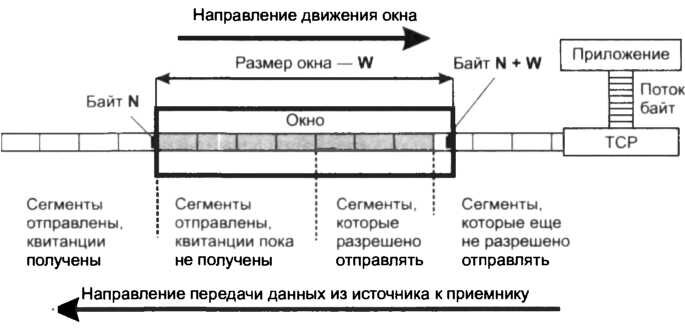 Направление движения окна
Размер окна — W
Байт N + W
Приложение
Байт N
Окно
Поток
байт
TCP
Сегменты
отправлены,
квитанции
получены
Сегменты
отправлены,
квитанции пока
не получены
Сегменты,
которые
разрешено
отправлять
Сегменты,
которые еще
не разрешено
отправлять
Направление передачи данных из источника к приемнику